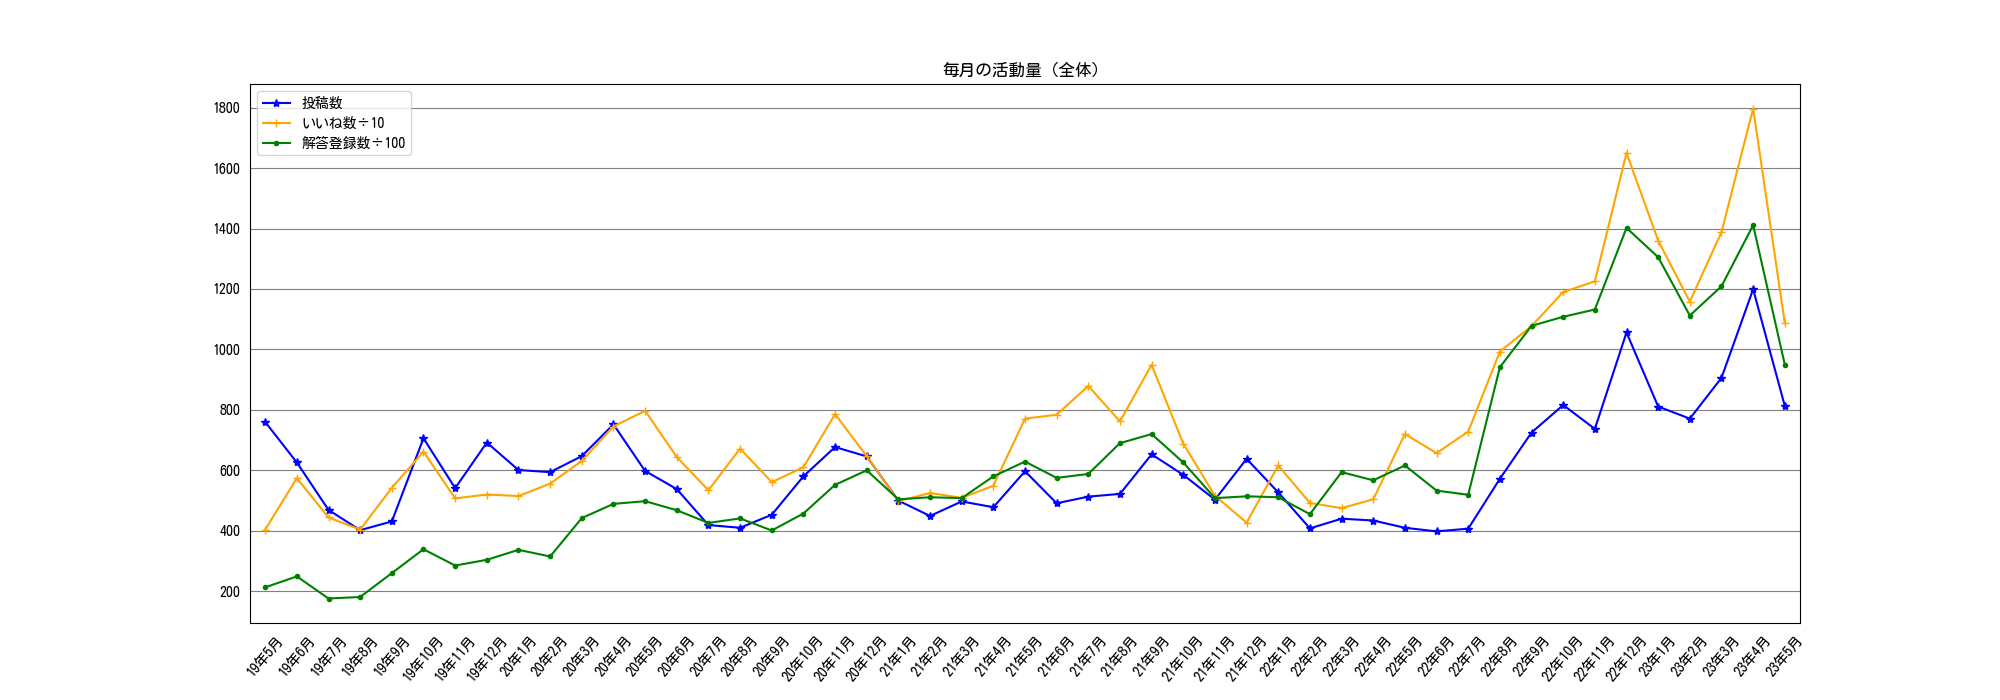 毎月の活動量（全体）
投稿数
いいね数÷10
解答登録数÷100
1800
1600
1400
1200
1000
800
600
400
200
19年5月
19年6月
19年7月
19年8月
19年9月
19年10月
19年11月
19年12月
20年1月
20年2月
20年3月
20年4月
20年5月
20年6月
20年7月
20年8月
20年9月
20年10月
20年11月
20年12月
21年1月
21年2月
21年3月
21年4月
21年5月
21年6月
21年7月
21年8月
21年9月
21年10月
21年11月
21年12月
22年1月
22年2月
22年3月
22年4月
22年5月
22年6月
22年7月
22年8月
22年9月
22年10月
22年11月
22年12月
23年1月
23年2月
23年3月
23年4月
23年5月